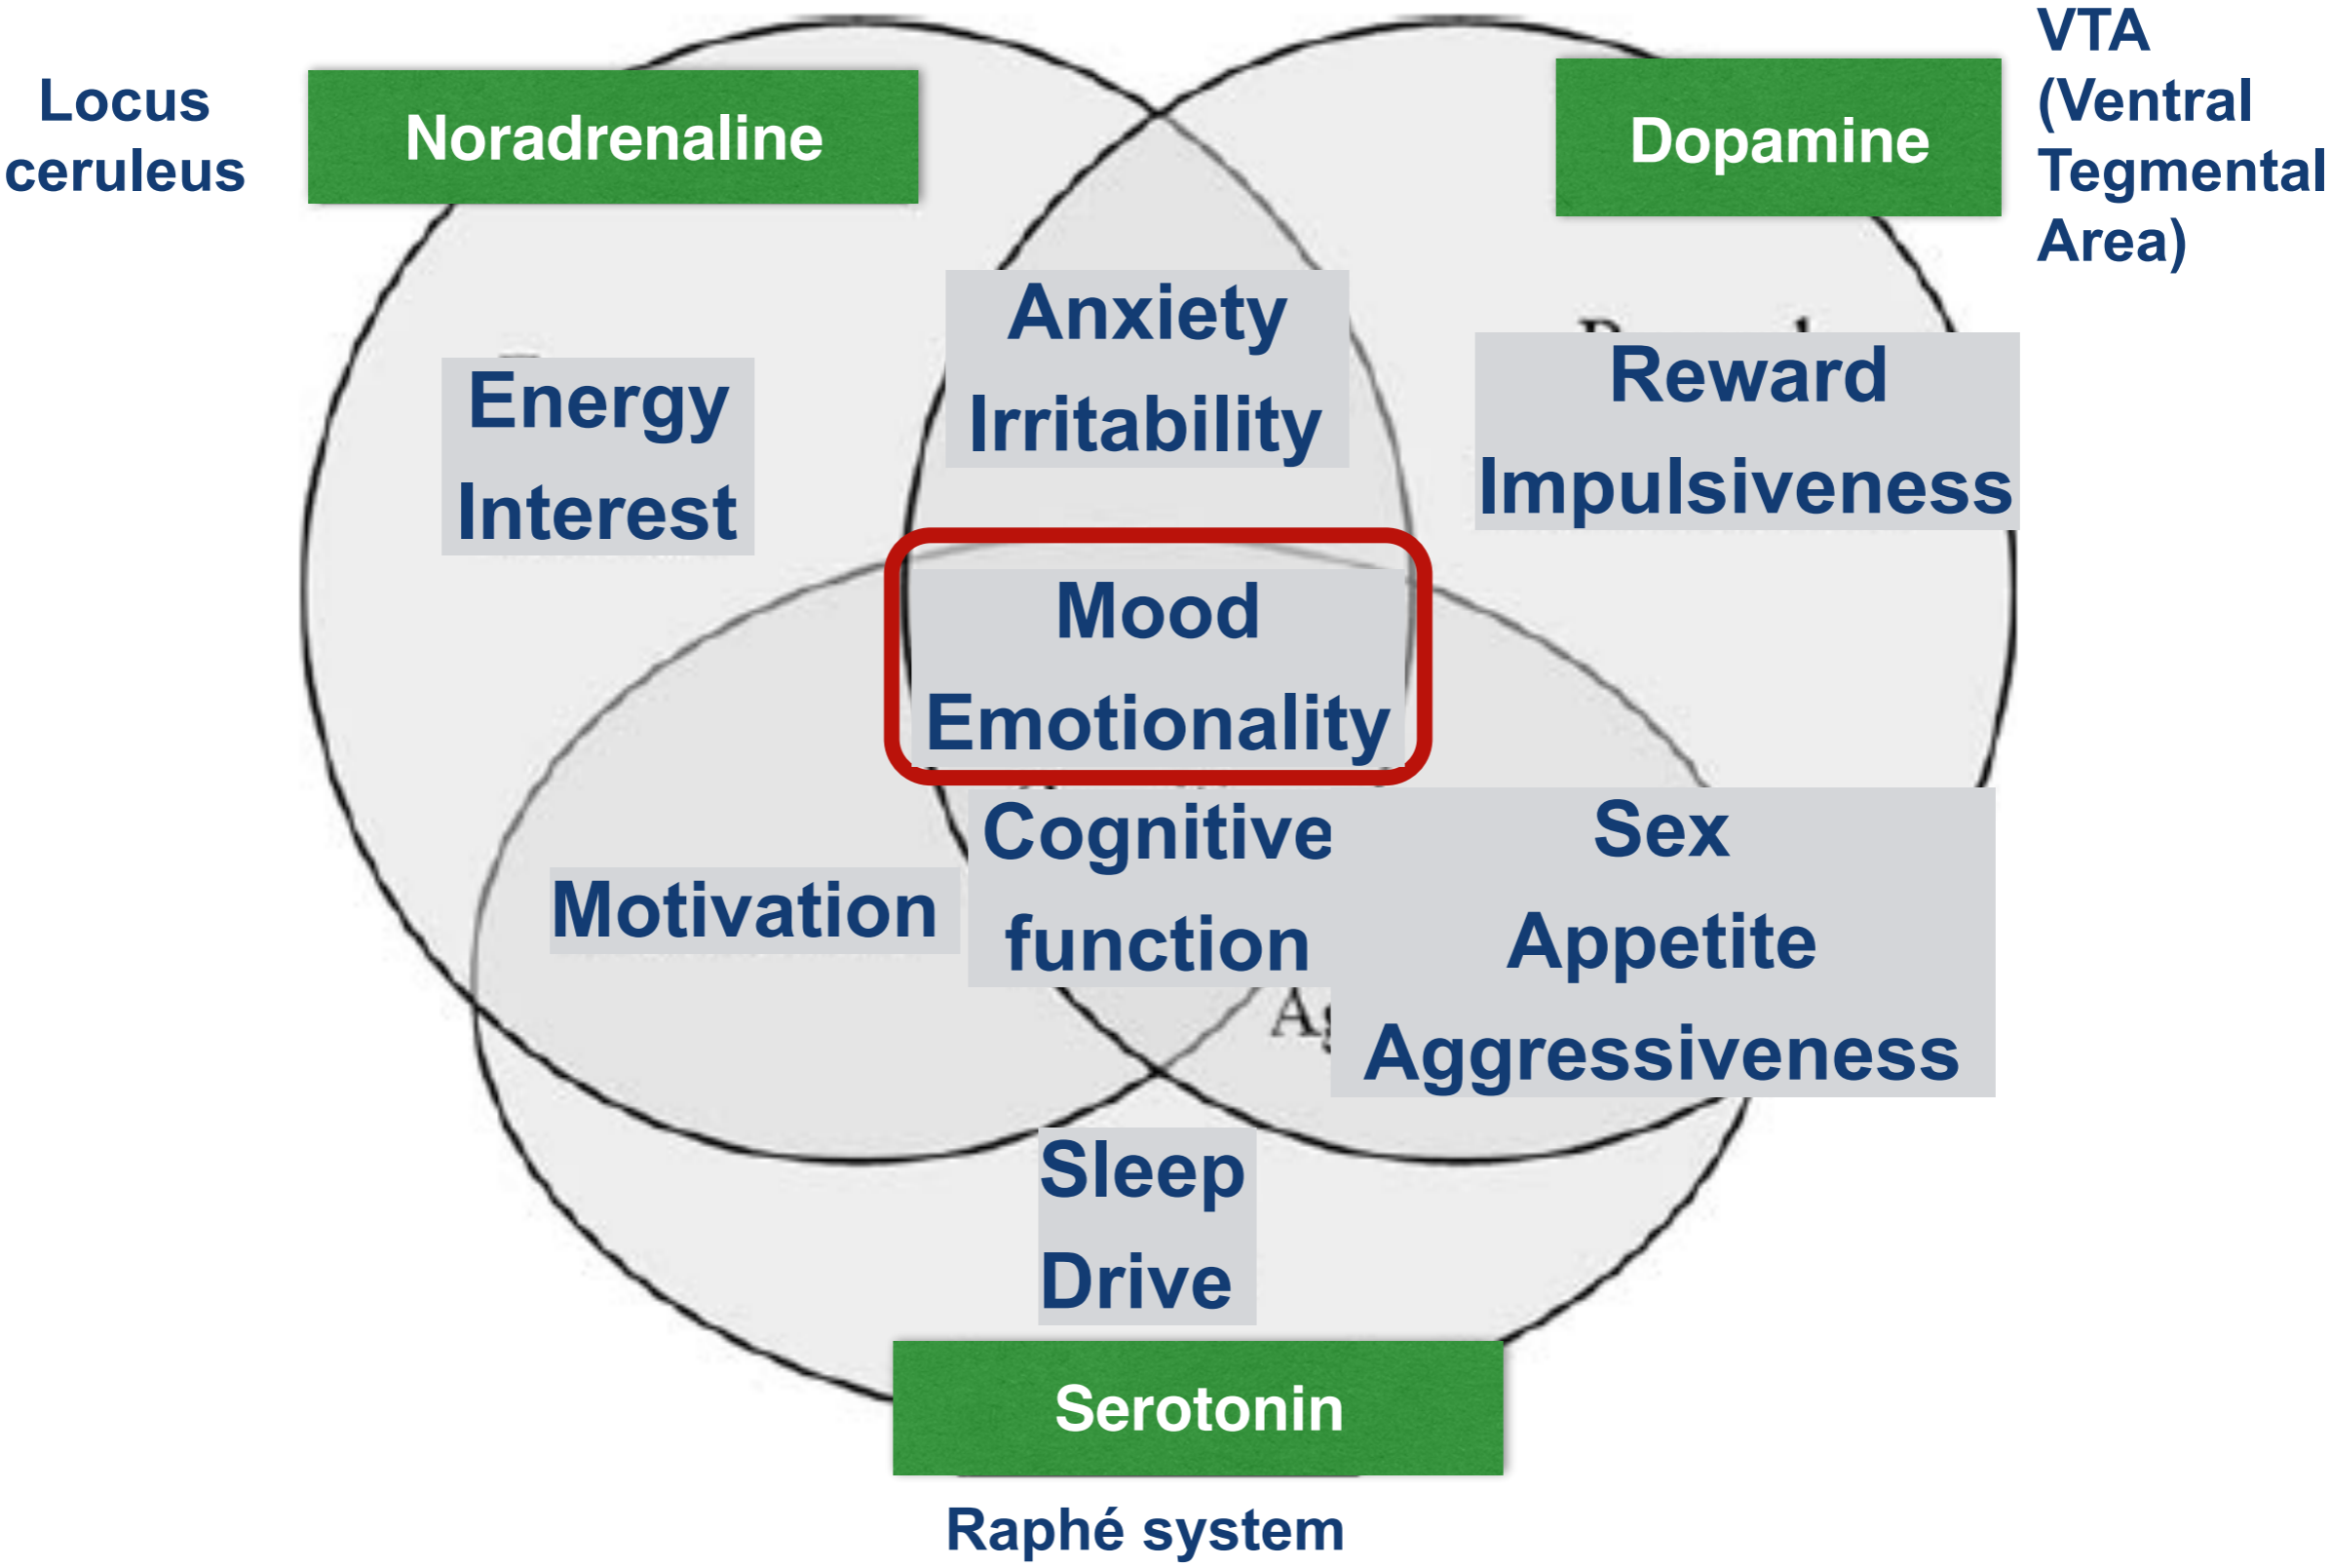 VTA
(Ventral
Tegmental
Area)
Locus
ceruleus
Noradrenaline
Dopamine
Anxiety
Irritability
Energy
Interest
Reward
Impulsiveness
Mood
Emotionality
Cognitive
function
Motivation
Sex
Appetite
Aggressiveness
Sleep
Drive
Serotonin
Raphé system